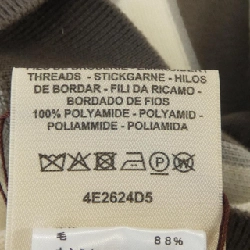 THREADS - STICKGARNE - HILOS
DE BORDAR - FILI DA RICAMO -
BORDADO DE FIOS
100% POLYAMIDE - POLYAMID -
POLIAMMIDE - POLIAMIDA
P
4E2624D5
88%